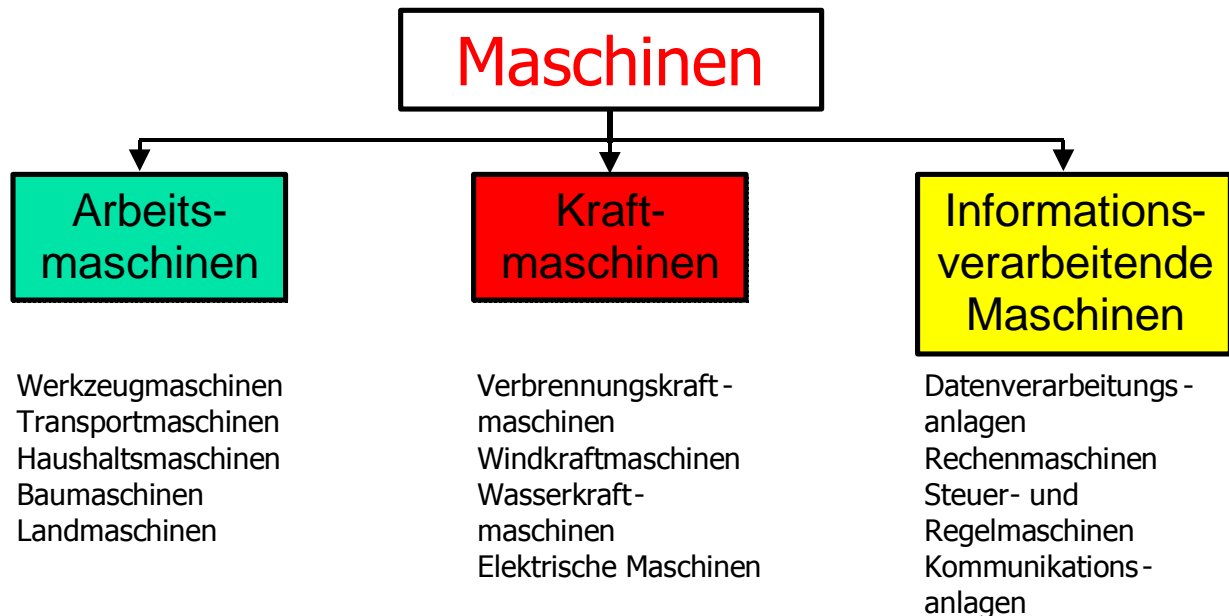 Maschinen
Arbeits-
maschinen
Kraft-
maschinen
Informations-
verarbeitende
Maschinen
Werkzeugmaschinen
Transportmaschinen
Haushaltsmaschinen
Baumaschinen
Landmaschinen
Verbrennungskraft-
maschinen
Windkraftmaschinen
Wasserkraft-
maschinen
Elektrische Maschinen
Datenverarbeitungs-
anlagen
Rechenmaschinen
Steuer- und
Regelmaschinen
Kommunikations-
anlagen